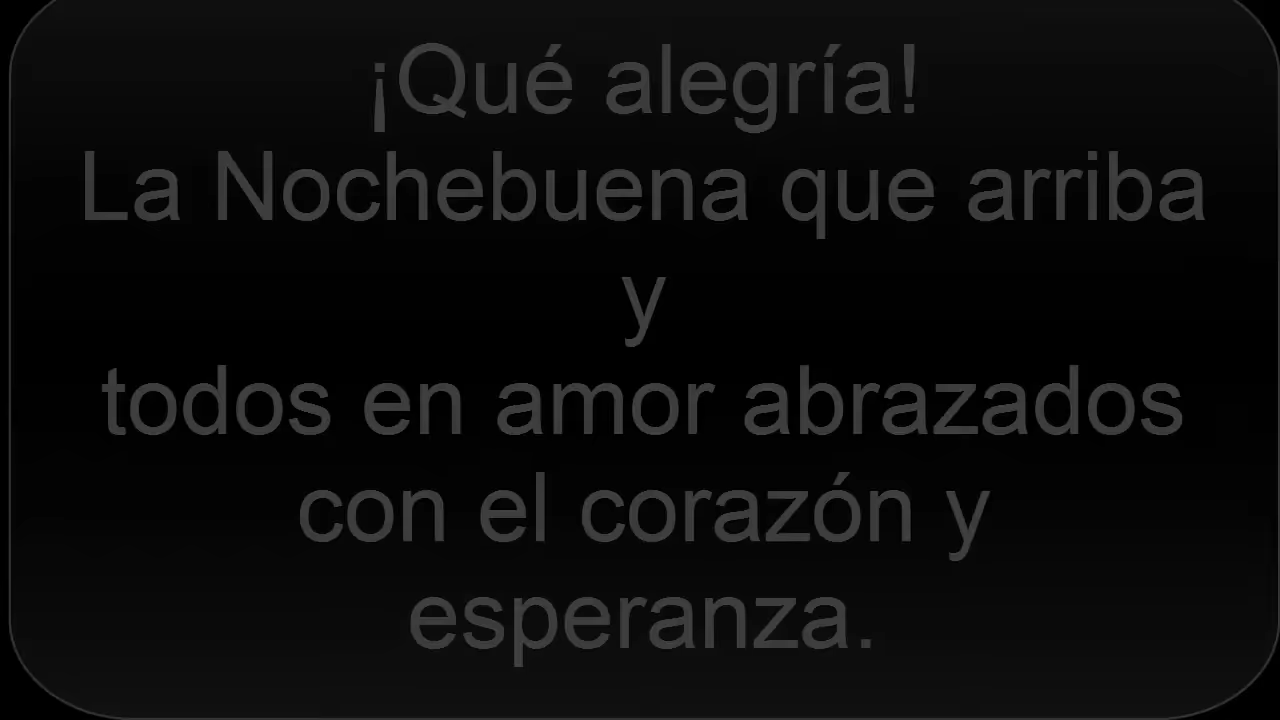 ¡Qué alegría!
La Nochebuena que arriba
y
todos en amor abrazados
con el corazón y
esperanza.